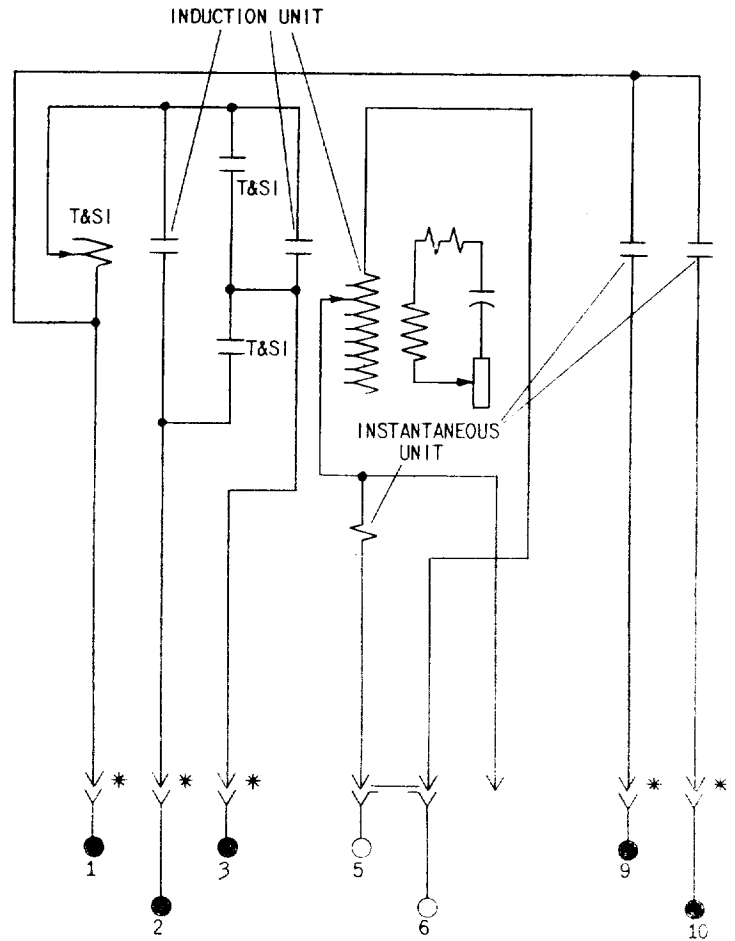 INDUCTION UNIT
T&SI
T&SI
T&SI
INSTANTANEOUS
UNIT
* * * * *
1 3 5 9
2 6 10